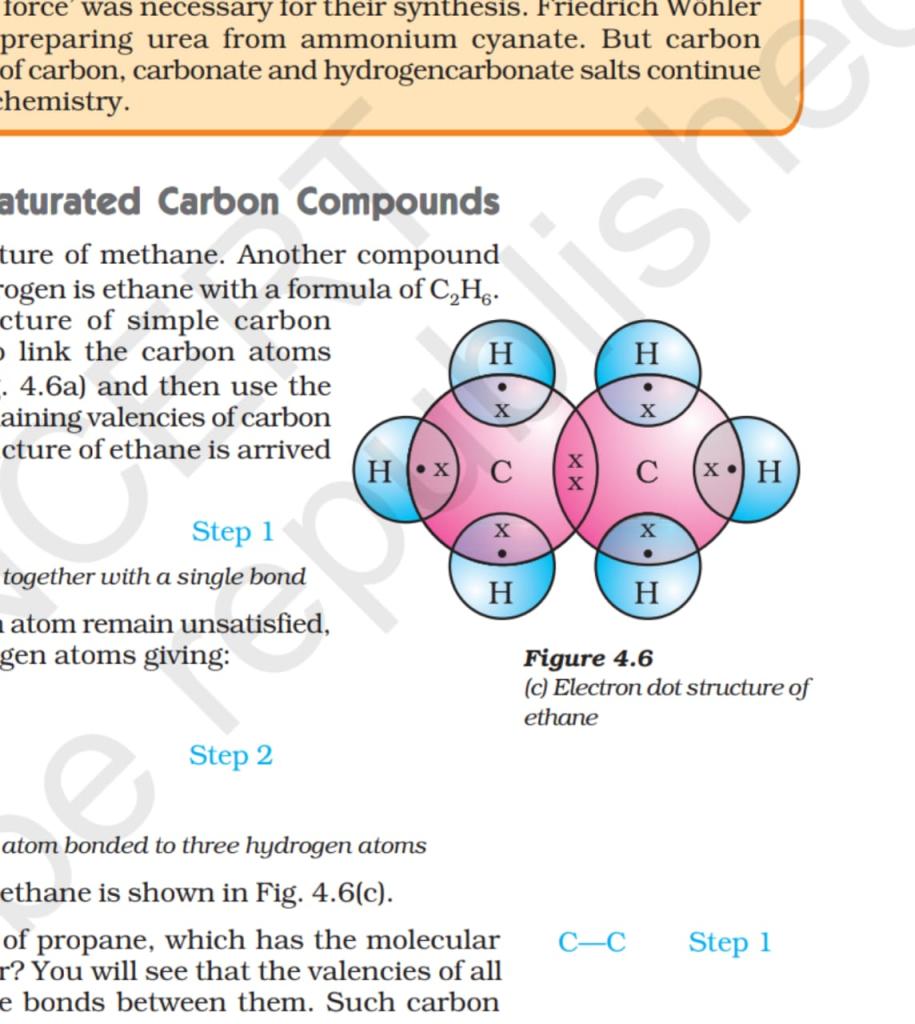 force’ was necessary for their synthesis. Friedrich Wöhler
preparing urea from ammonium cyanate. But carbon
of carbon, carbonate and hydrogencarbonate salts continue
chemistry.
aturated Carbon Compounds
ture of methane. Another compound
rogen is ethane with a formula of C₂H₆.
cture of simple carbon
o link the carbon atoms
g. 4.6a) and then use the
aining valencies of carbon
cture of ethane is arrived
H H
• •
x x
H • x C x x C x • H
x x
• •
H H
Step 1
together with a single bond
n atom remain unsatisfied,
gen atoms giving:
Figure 4.6
(c) Electron dot structure of
ethane
Step 2
atom bonded to three hydrogen atoms
ethane is shown in Fig. 4.6(c).
of propane, which has the molecular
r? You will see that the valencies of all
e bonds between them. Such carbon
C—C Step 1
NCERT
be republished